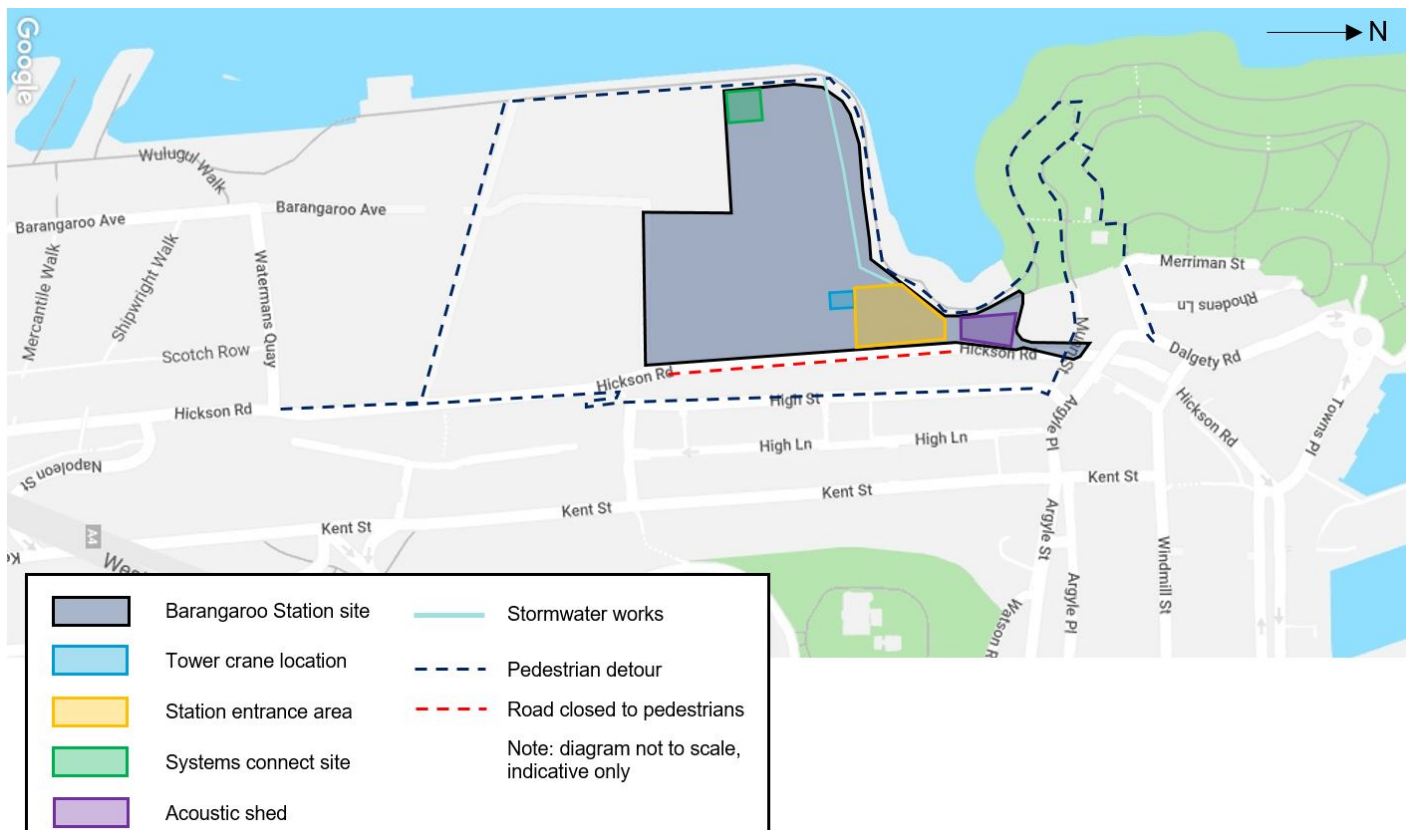 Google
N
Wulugul Walk
Barangaroo Ave
Barangaroo Ave
Mercantile Walk
Shipwright Walk
Watermans Quay
Scotch Row
Hickson Rd
Napoleon St
Hickson Rd
Hickson Rd
High St
High Ln
High Ln
Kent St
Kent St
Kent St
Kent St
A4
Merriman St
Rhodens Ln
Munn St
Dalgety Rd
Hickson Rd
Towns Pl
Argyle Pl
Argyle St
Argyle Pl
Windmill St
Watson R
Barangaroo Station site
Tower crane location
Station entrance area
Systems connect site
Acoustic shed
Stormwater works
Pedestrian detour
Road closed to pedestrians
Note: diagram not to scale,
indicative only